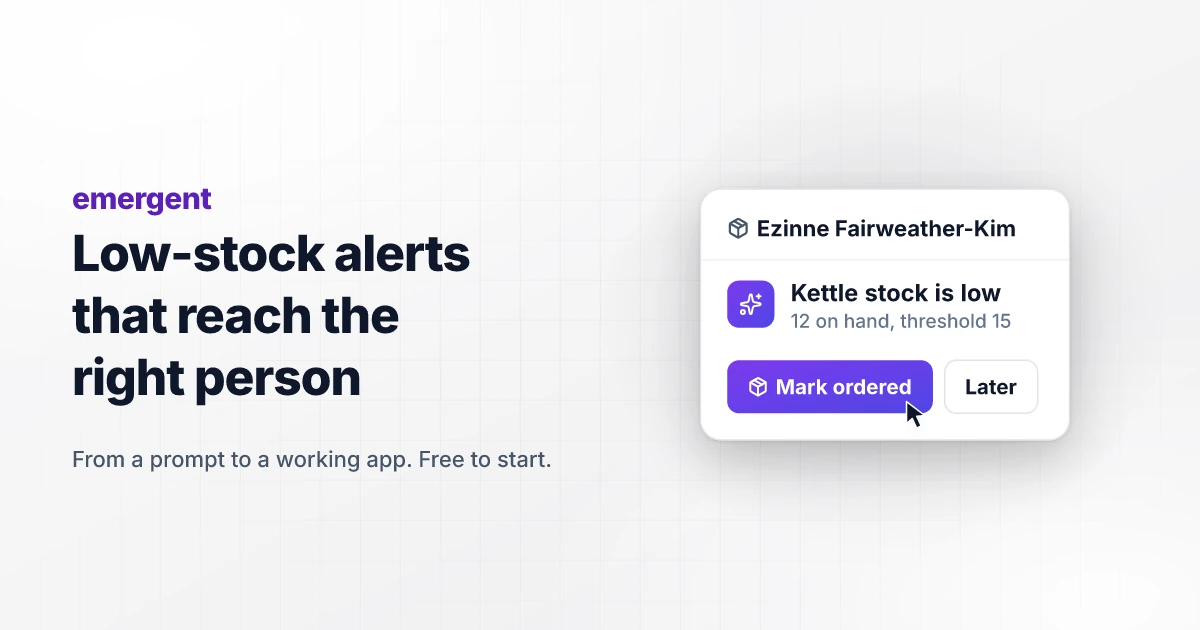 emergent
Low-stock alerts
that reach the
right person
From a prompt to a working app. Free to start.
Ezinne Fairweather-Kim
Kettle stock is low
12 on hand, threshold 15
Mark ordered
Later